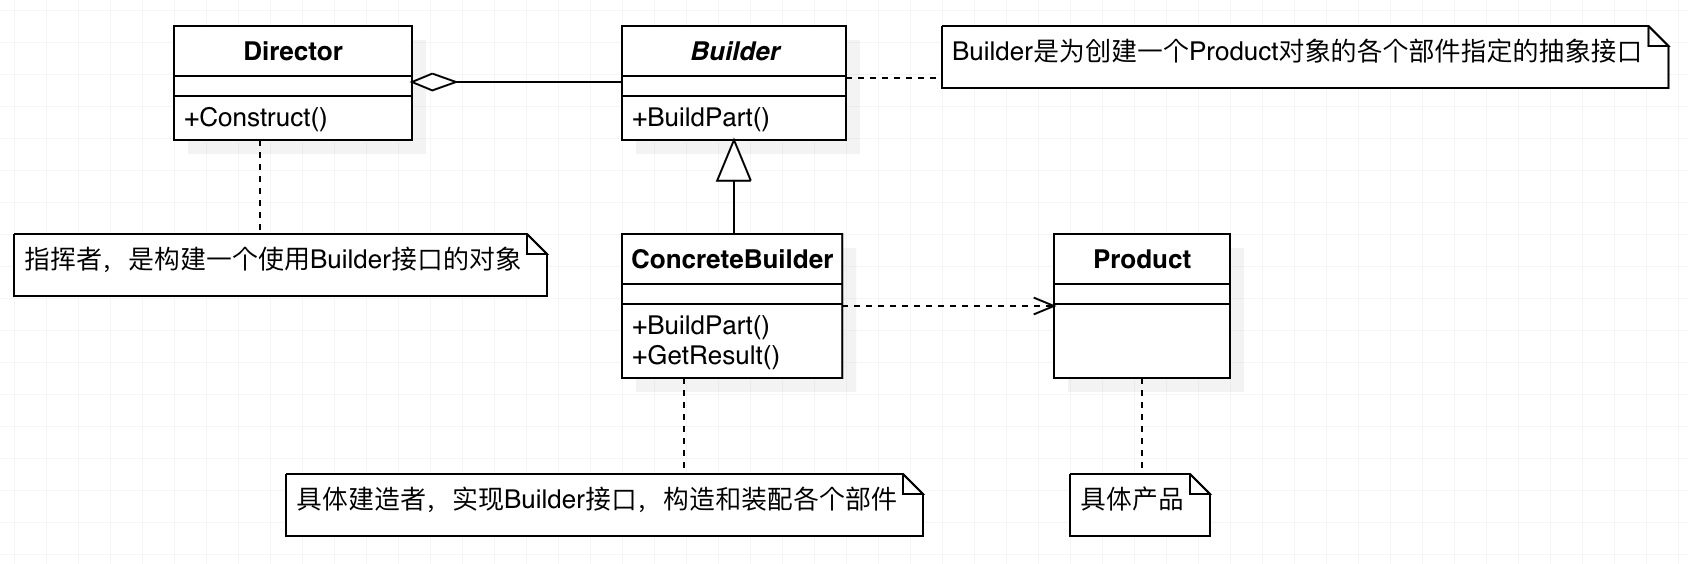 Director
+Construct()
Builder
+BuildPart()
Builder是为创建一个Product对象的各个部件指定的抽象接口
指挥者，是构建一个使用Builder接口的对象
ConcreteBuilder
+BuildPart()
+GetResult()
Product
具体建造者，实现Builder接口，构造和装配各个部件
具体产品